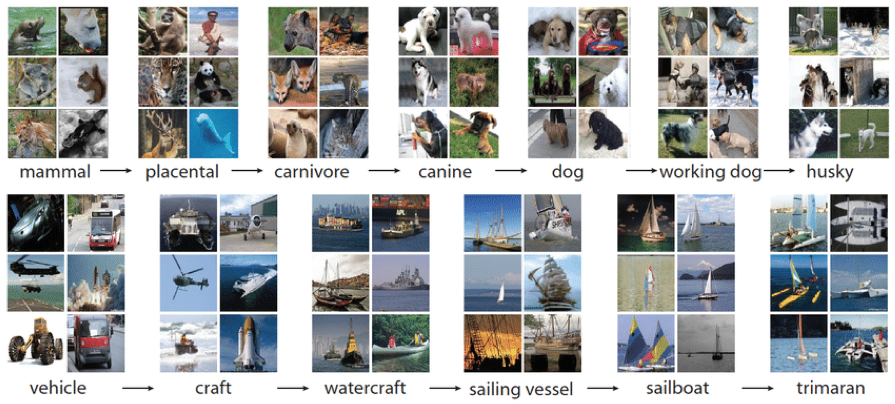 mammal placental carnivore canine dog working dog husky
vehicle craft watercraft sailing vessel sailboat trimaran